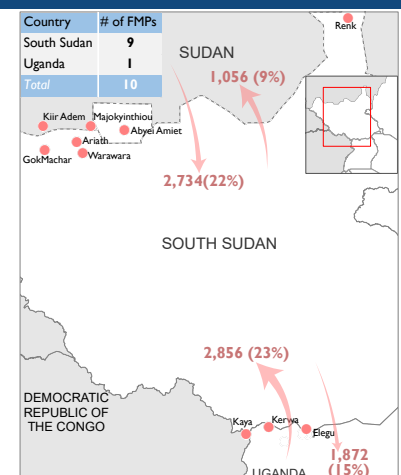 Country # of FMPs
South Sudan 9
Uganda 1
Total 10
Renk
SUDAN
1,056 (9%)
Kiir Adem
Majokyinthiou
Abyei Amiet
Ariath
GokMachar
Warawara
2,734(22%)
SOUTH SUDAN
2,856 (23%)
DEMOCRATIC
REPUBLIC OF
THE CONGO
Kaya
Kerwa
Elegu
1,872
(15%)
UGANDA